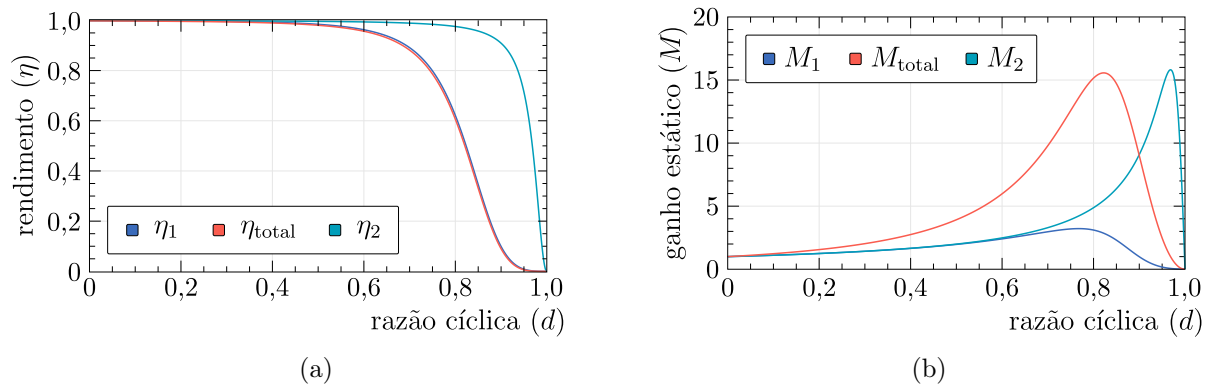 1,0
0,8
0,6
0,4
0,2
0
rendimento (η)
η1 ηtotal η2
0 0,2 0,4 0,6 0,8 1,0
razão cíclica (d)
(a)
20
15
10
5
0
ganho estático (M)
M1 Mtotal M2
0 0,2 0,4 0,6 0,8 1,0
razão cíclica (d)
(b)